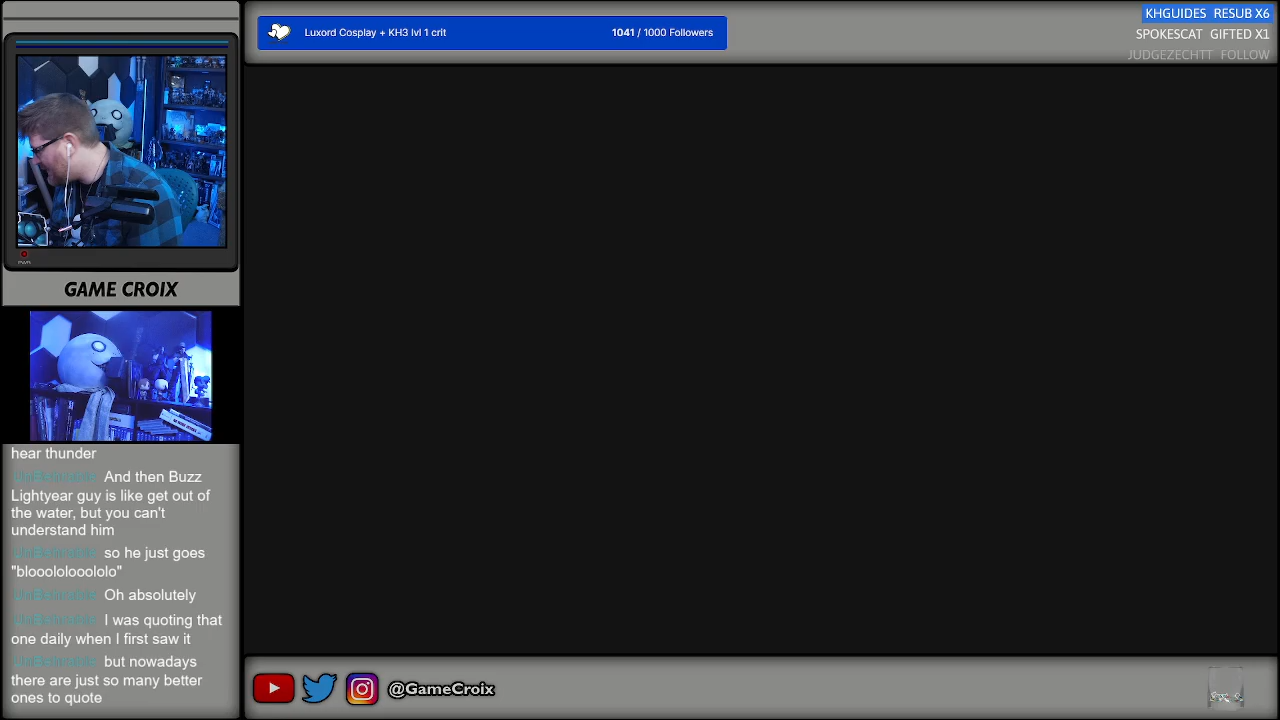 KHGUIDES RESUB X6
Luxord Cosplay + KH3 lvl 1 crit 1041 / 1000 Followers
SPOKESCAT GIFTED X1
JUDGEZECHTT FOLLOW
PWR
GAME CROIX
hear thunder
And then Buzz
Lightyear guy is like get out of
the water, but you can't
understand him
so he just goes
"blooololooololo"
Oh absolutely
I was quoting that
one daily when I first saw it
but nowadays
there are just so many better
ones to quote
@GameCroix